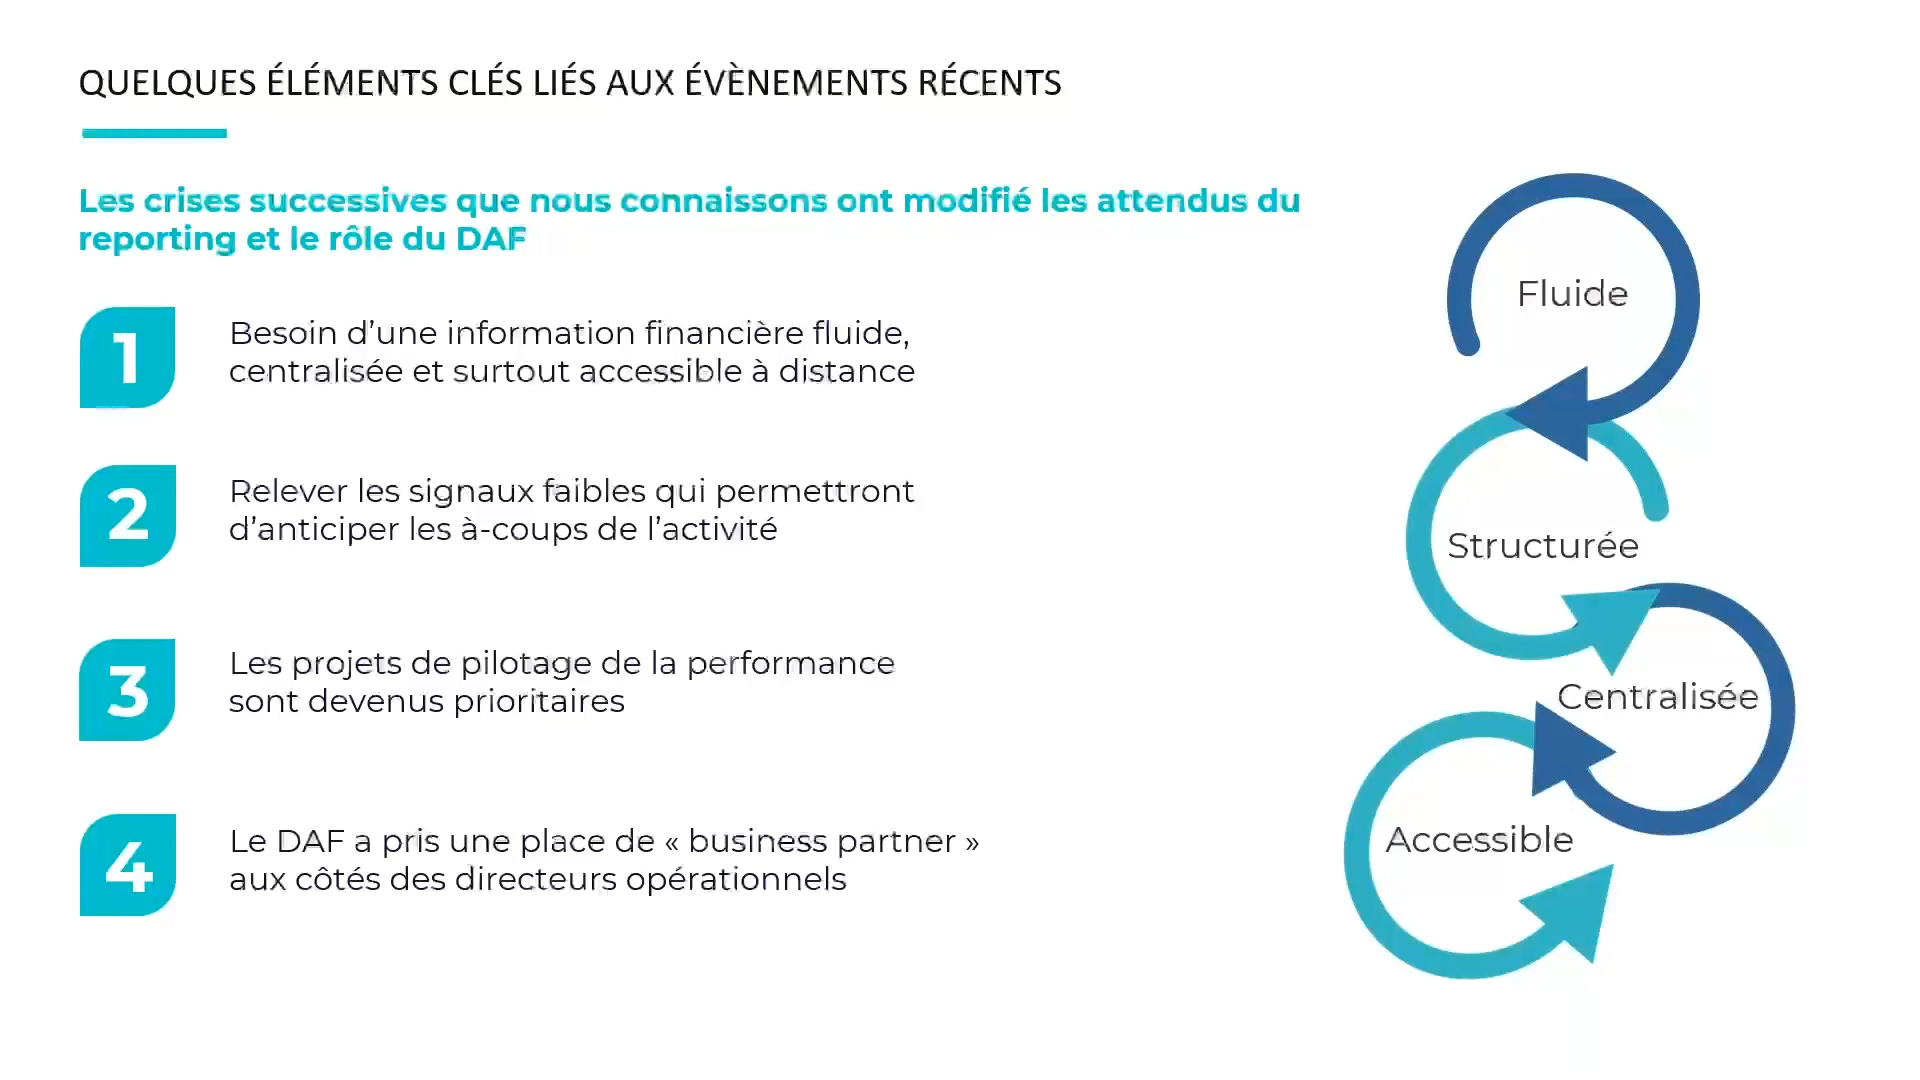 QUELQUES ÉLÉMENTS CLÉS LIÉS AUX ÉVÈNEMENTS RÉCENTS
Les crises successives que nous connaissons ont modifié les attendus du
reporting et le rôle du DAF
1
Besoin d’une information financière fluide,
centralisée et surtout accessible à distance
2
Relever les signaux faibles qui permettront
d’anticiper les à-coups de l’activité
3
Les projets de pilotage de la performance
sont devenus prioritaires
4
Le DAF a pris une place de « business partner »
aux côtés des directeurs opérationnels
Fluide
Structurée
Centralisée
Accessible